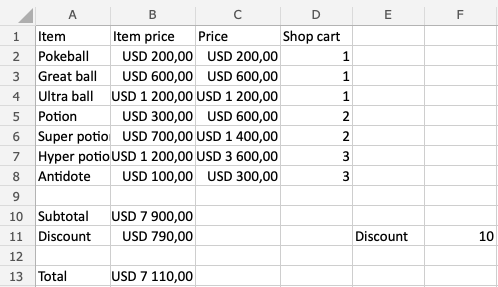 A B C D E F
1 Item Item price Price Shop cart
2 Pokeball USD 200,00 USD 200,00 1
3 Great ball USD 600,00 USD 600,00 1
4 Ultra ball USD 1 200,00 USD 1 200,00 1
5 Potion USD 300,00 USD 600,00 2
6 Super potio USD 700,00 USD 1 400,00 2
7 Hyper potio USD 1 200,00 USD 3 600,00 3
8 Antidote USD 100,00 USD 300,00 3
9
10 Subtotal USD 7 900,00
11 Discount USD 790,00 Discount 10
12
13 Total USD 7 110,00